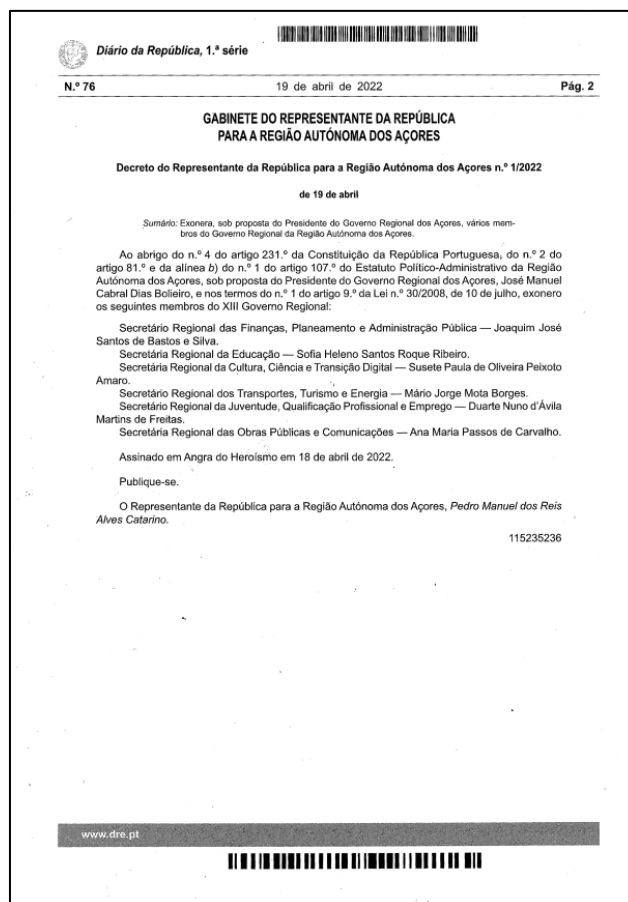 Diário da República, 1.ª série
N.º 76 19 de abril de 2022 Pág. 2
GABINETE DO REPRESENTANTE DA REPÚBLICA
PARA A REGIÃO AUTÓNOMA DOS AÇORES
Decreto do Representante da República para a Região Autónoma dos Açores n.º 1/2022
de 19 de abril
Sumário: Exonera, sob proposta do Presidente do Governo Regional dos Açores, vários mem-
bros do Governo Regional da Região Autónoma dos Açores.
Ao abrigo do n.º 4 do artigo 231.º da Constituição da República Portuguesa, do n.º 2 do
artigo 81.º e da alínea b) do n.º 1 do artigo 107.º do Estatuto Político-Administrativo da Região
Autónoma dos Açores, sob proposta do Presidente do Governo Regional dos Açores, José Manuel
Cabral Dias Bolieiro, e nos termos do n.º 1 do artigo 9.º da Lei n.º 30/2008, de 10 de julho, exonero
os seguintes membros do XIII Governo Regional:
Secretário Regional das Finanças, Planeamento e Administração Pública — Joaquim José
Santos de Bastos e Silva.
Secretária Regional da Educação — Sofia Heleno Santos Roque Ribeiro.
Secretária Regional da Cultura, Ciência e Transição Digital — Susete Paula de Oliveira Peixoto
Amaro.
Secretário Regional dos Transportes, Turismo e Energia — Mário Jorge Mota Borges.
Secretário Regional da Juventude, Qualificação Profissional e Emprego — Duarte Nuno d'Ávila
Martins de Freitas.
Secretária Regional das Obras Públicas e Comunicações — Ana Maria Passos de Carvalho.
Assinado em Angra do Heroísmo em 18 de abril de 2022.
Publique-se.
O Representante da República para a Região Autónoma dos Açores, Pedro Manuel dos Reis
Alves Catarino.
115235236
www.dre.pt